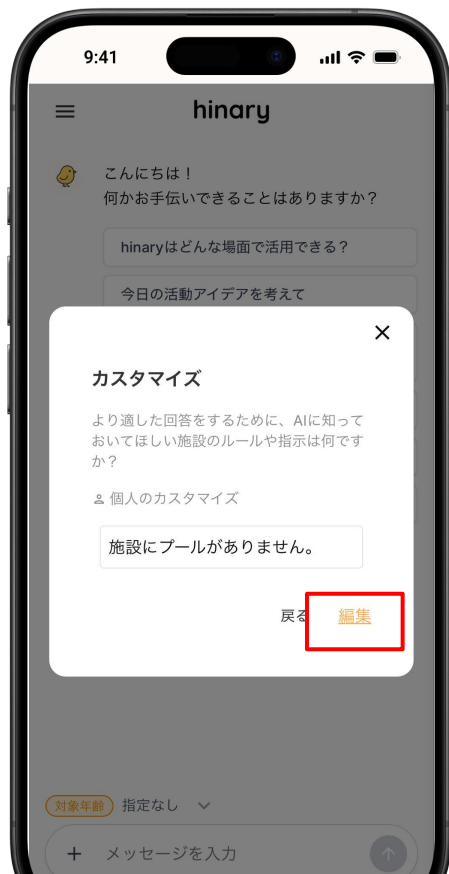 9:41
hinary
こんにちは！
何かお手伝いできることはありますか？
hinaryはどんな場面で活用できる？
今日の活動アイデアを考えて
カスタマイズ
より適した回答をするために、AIに知って
おいてほしい施設のルールや指示は何です
か？
個人のカスタマイズ
施設にプールがありません。
戻る 編集
対象年齢 指定なし
メッセージを入力